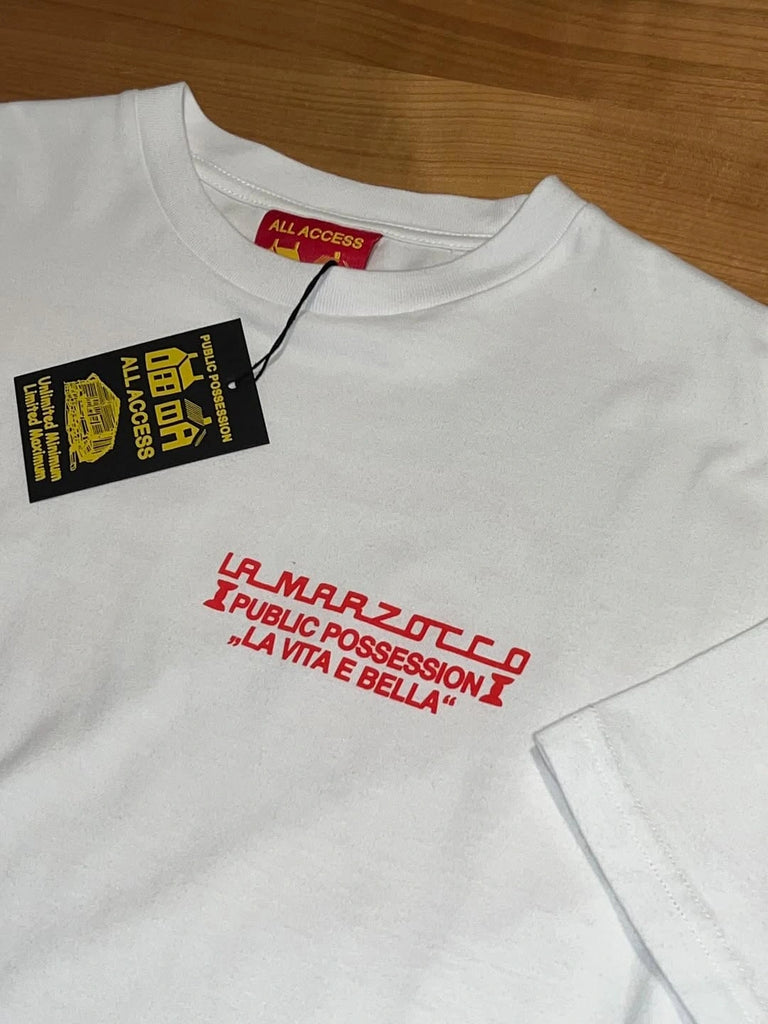 ALL ACCESS
PUBLIC POSSESSION
ALL ACCESS
Unlimited Minimum
Limited Maximum
LA MARZOCCO
PUBLIC POSSESSION
„LA VITA E BELLA“